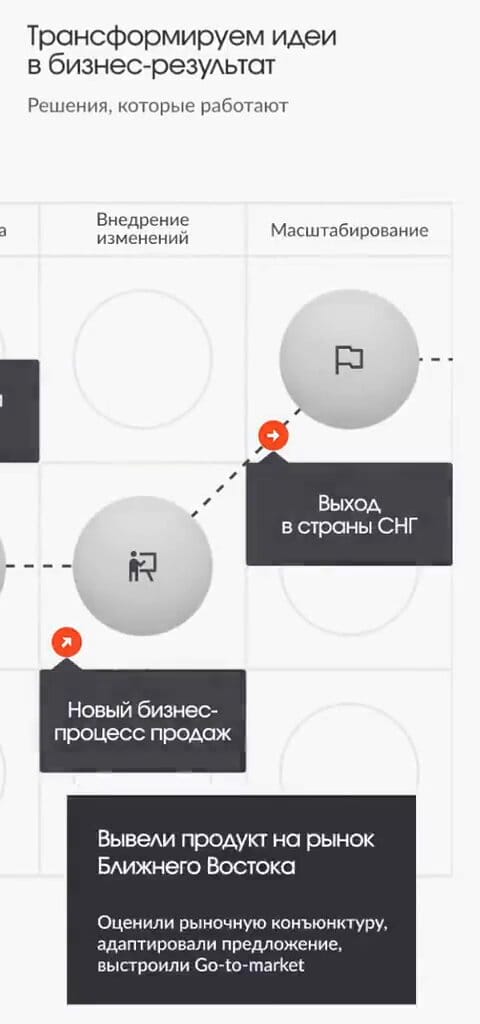 Трансформируем идеи
в бизнес-результат
Решения, которые работают
а
Внедрение
изменений
Масштабирование
Выход
в страны СНГ
Новый бизнес-
процесс продаж
Вывели продукт на рынок
Ближнего Востока
Оценили рыночную конъюнктуру,
адаптировали предложение,
выстроили Go-to-market